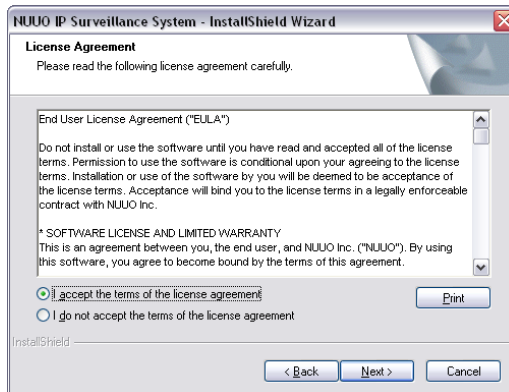 NUUO IP Surveillance System - InstallShield Wizard
License Agreement
Please read the following license agreement carefully.
End User License Agreement ("EULA")
Do not install or use the software until you have read and accepted all of the license
terms. Permission to use the software is conditional upon your agreeing to the license
terms. Installation or use of the software by you will be deemed to be acceptance of
the license terms. Acceptance will bind you to the license terms in a legally enforceable
contract with NUUO Inc.
* SOFTWARE LICENSE AND LIMITED WARRANTY
This is an agreement between you, the end user, and NUUO Inc. ("NUUO"). By using
this software, you agree to become bound by the terms of this agreement.
I accept the terms of the license agreement
Print
I do not accept the terms of the license agreement
InstallShield
< Back
Next >
Cancel